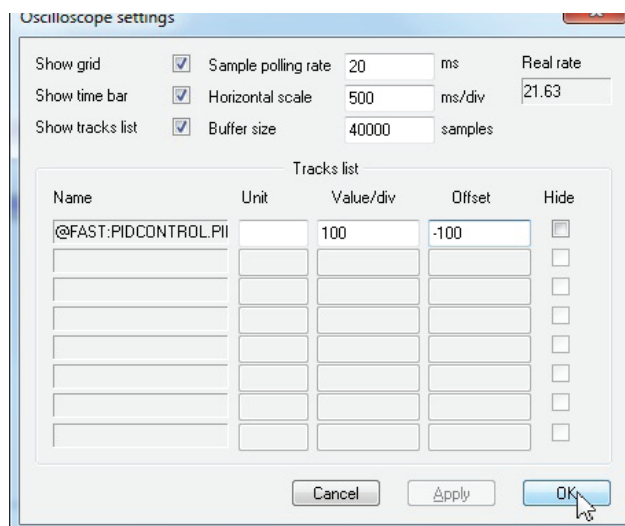 Oscilloscope settings
Show grid Sample polling rate 20 ms Real rate
Show time bar Horizontal scale 500 ms/div 21.63
Show tracks list Buffer size 40000 samples
Tracks list
Name Unit Value/div Offset Hide
@FAST:PIDCONTROL.PII 100 -100
Cancel Apply OK